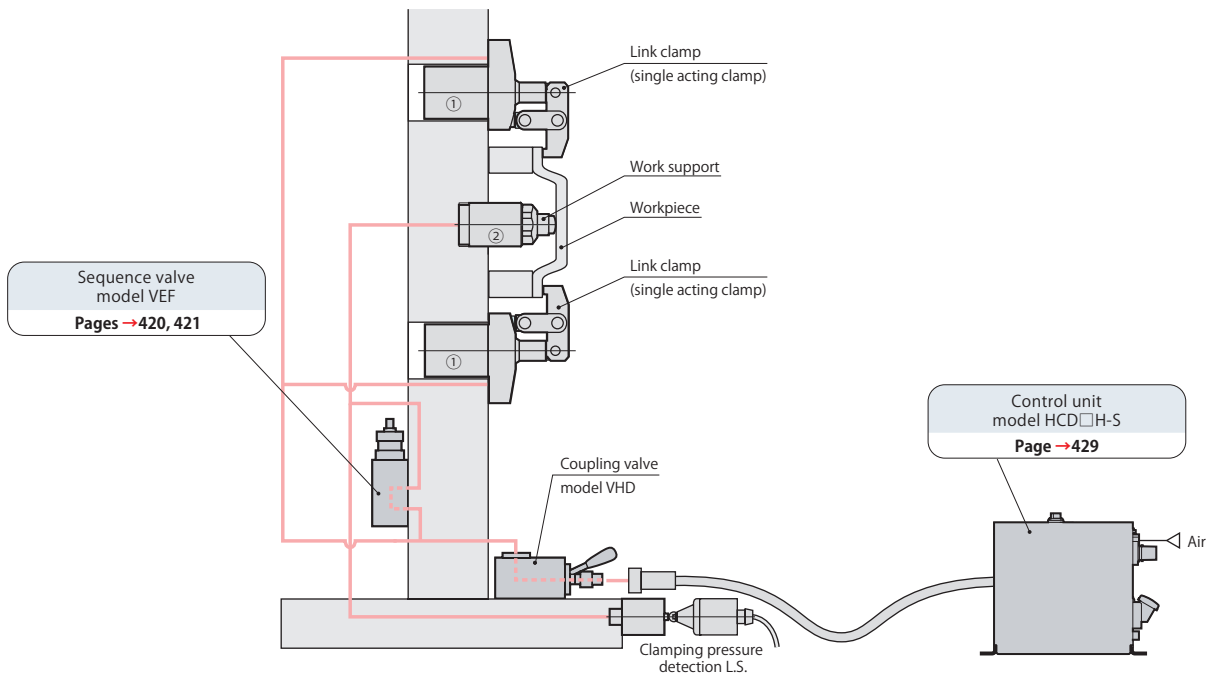 Link clamp
(single acting clamp)
①
Work support
Workpiece
②
Link clamp
(single acting clamp)
Sequence valve
model VEF
Pages →420, 421
①
Control unit
model HCD□H-S
Page →429
Coupling valve
model VHD
Air
Clamping pressure
detection L.S.